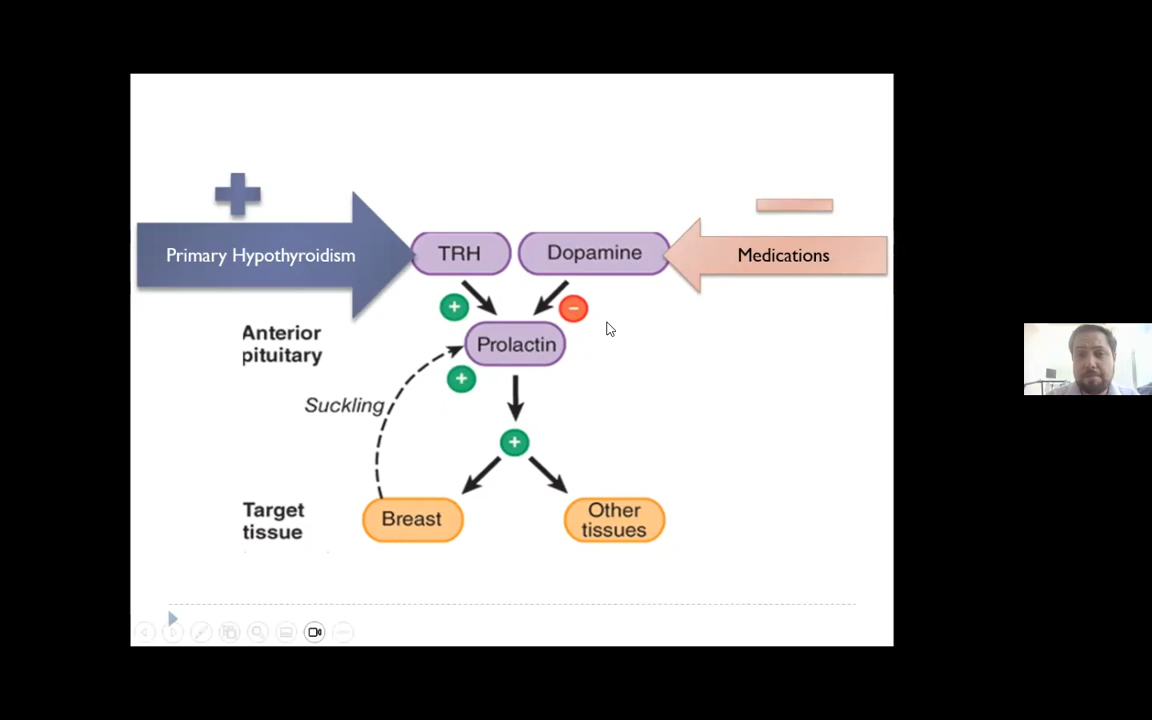 Primary Hypothyroidism
TRH
Dopamine
Medications
Anterior
pituitary
Prolactin
Suckling
Target
tissue
Breast
Other
tissues